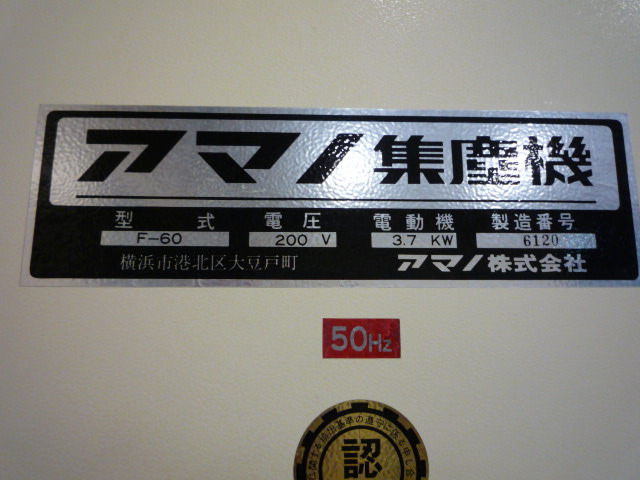 アマノ集塵機
型式 電圧 電動機 製造番号
F-60 200 V 3.7 KW 6120
横浜市港北区大豆戸町 アマノ株式会社
50Hz
認